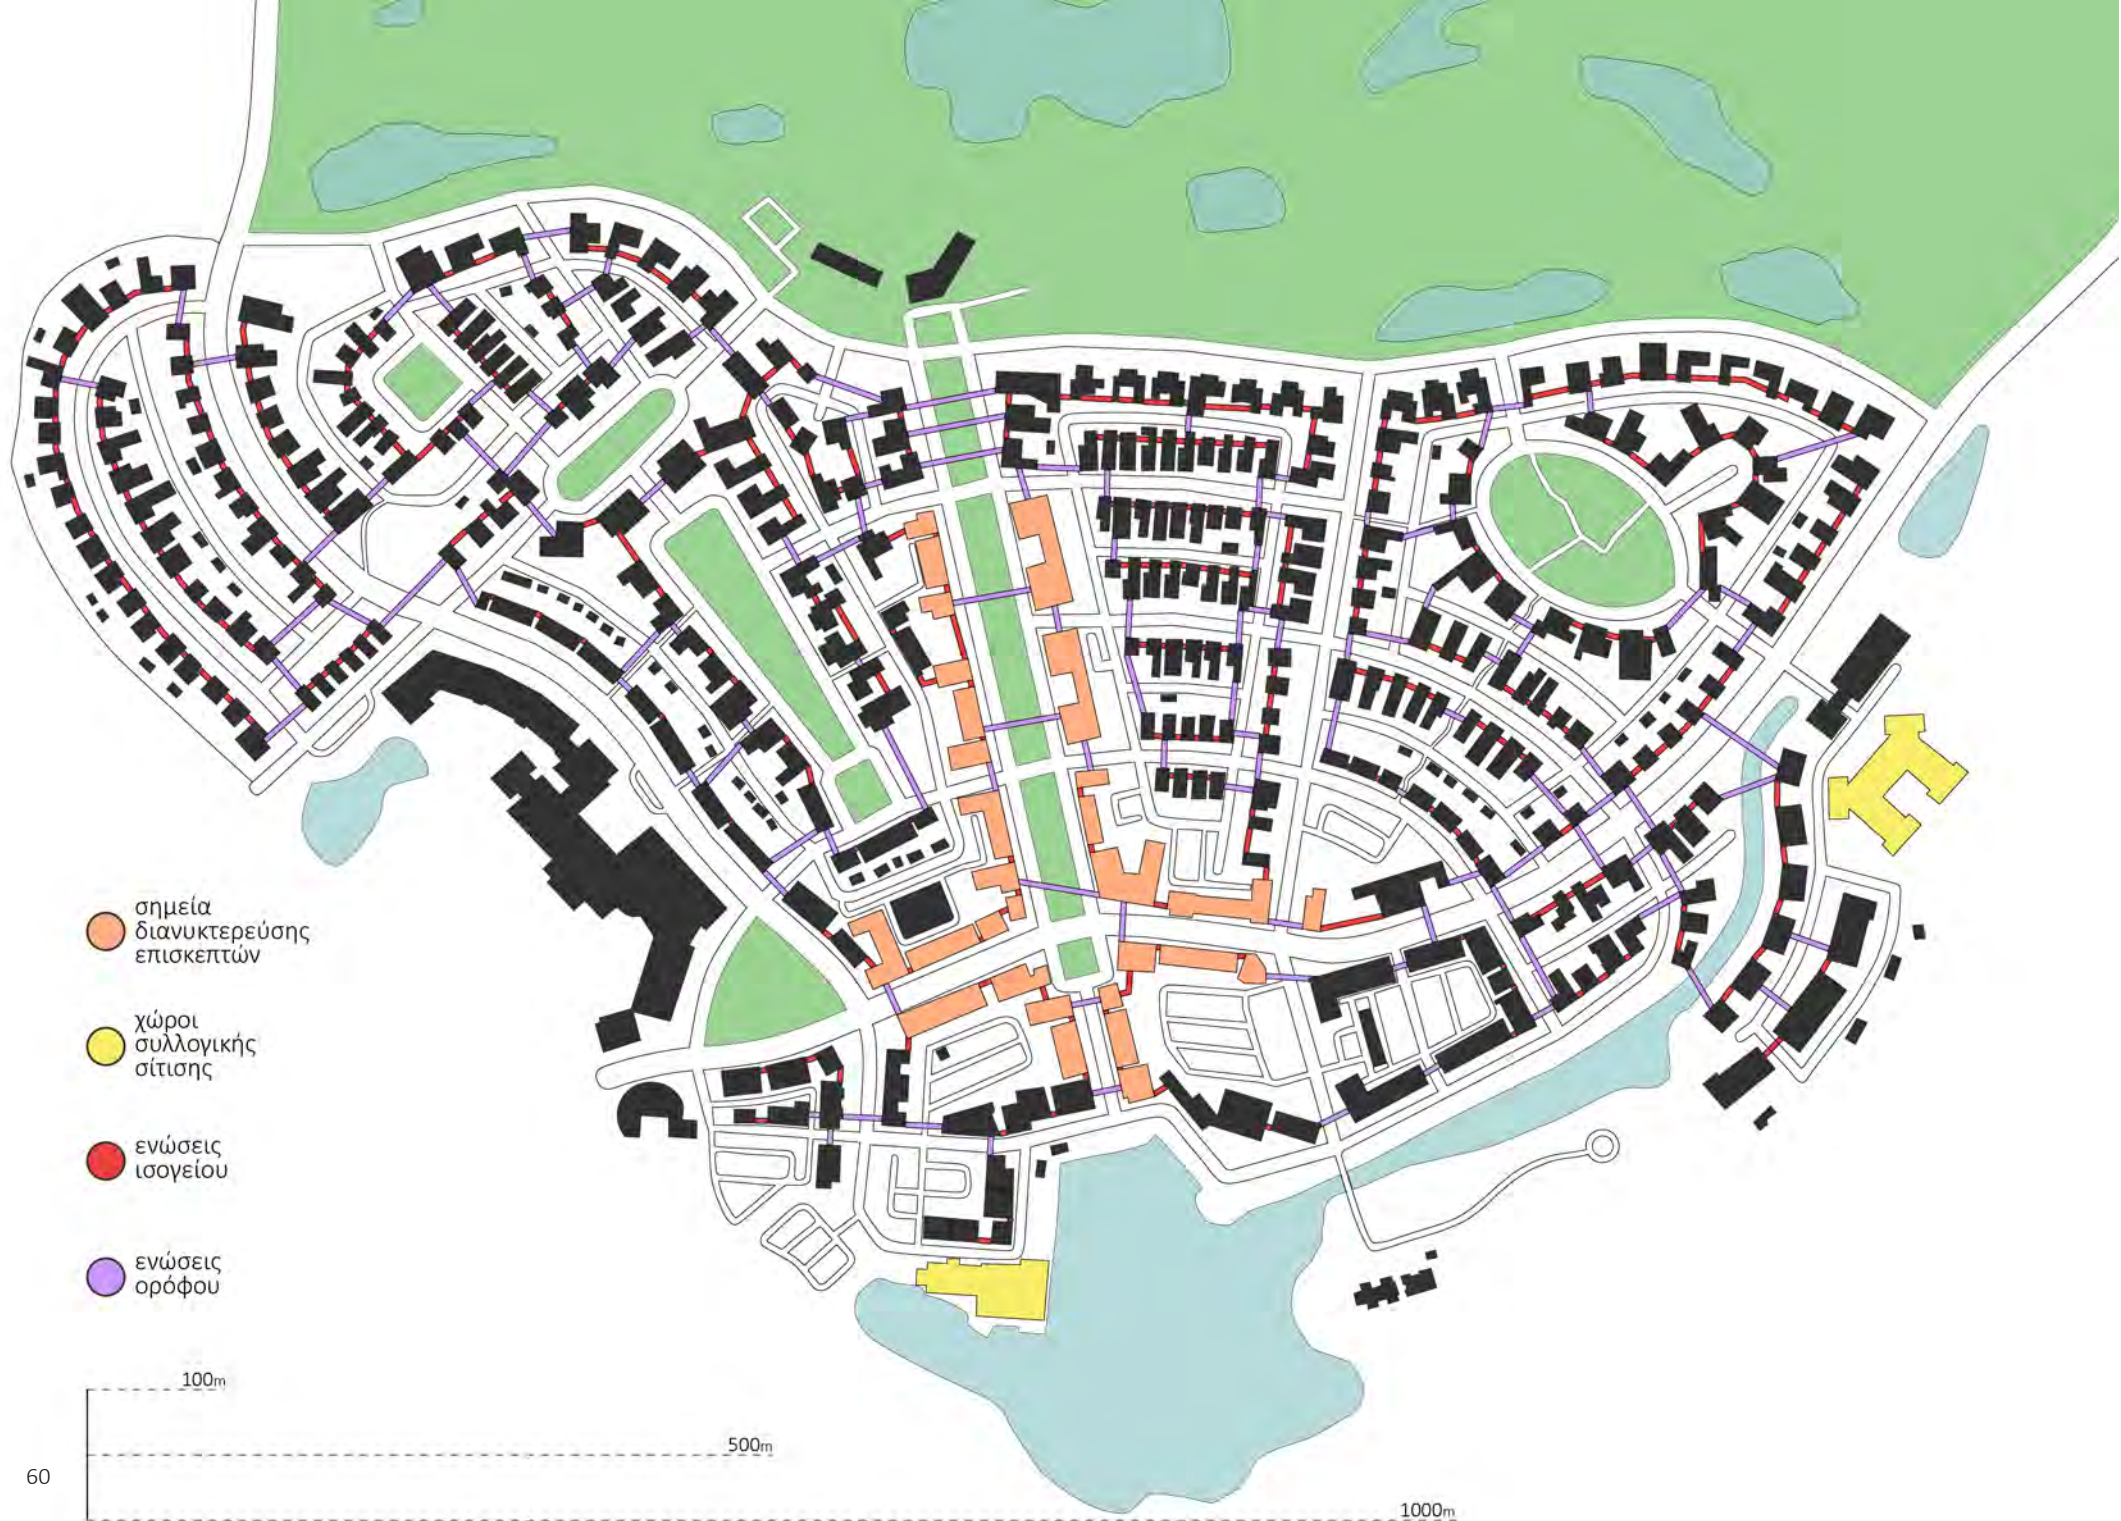 σημεία
διανυκτερεύσης
επισκεπτών
χώροι
συλλογικής
σίτισης
ενώσεις
ισογείου
ενώσεις
ορόφου
100m
500m
60
1000m